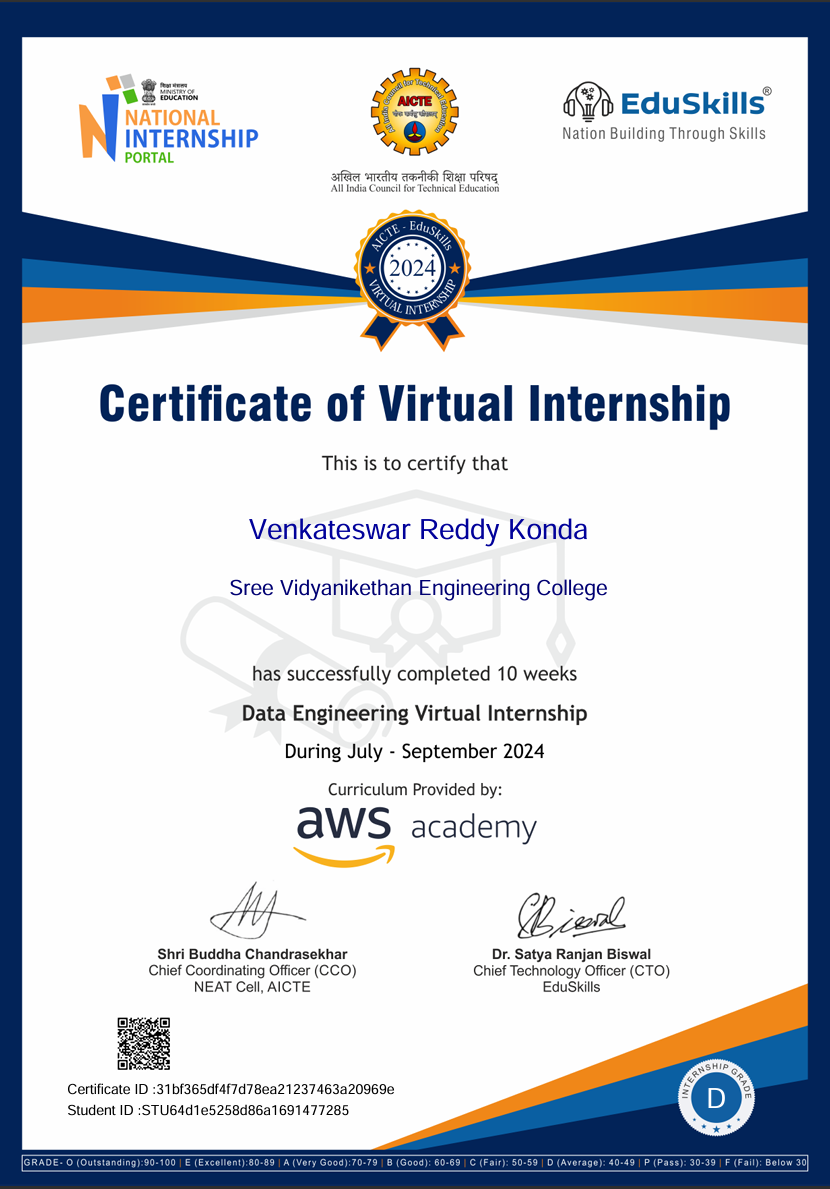 शिक्षा मंत्रालय
MINISTRY OF
EDUCATION
NATIONAL
INTERNSHIP
PORTAL
All India Council for Technical Education
AICTE
अखिल भारतीय तकनीकी शिक्षा परिषद्
All India Council for Technical Education
EduSkills®
Nation Building Through Skills
AICTE - EduSkills
2024
VIRTUAL INTERNSHIP
Certificate of Virtual Internship
This is to certify that
Venkateswar Reddy Konda
Sree Vidyanikethan Engineering College
has successfully completed 10 weeks
Data Engineering Virtual Internship
During July - September 2024
Curriculum Provided by:
aws academy
Shri Buddha Chandrasekhar
Chief Coordinating Officer (CCO)
NEAT Cell, AICTE
Dr. Satya Ranjan Biswal
Chief Technology Officer (CTO)
EduSkills
Certificate ID :31bf365df4f7d78ea21237463a20969e
Student ID :STU64d1e5258d86a1691477285
INTERNSHIP GRADE
D
GRADE- O (Outstanding):90-100 | E (Excellent):80-89 | A (Very Good):70-79 | B (Good): 60-69 | C (Fair): 50-59 | D (Average): 40-49 | P (Pass): 30-39 | F (Fail): Below 30